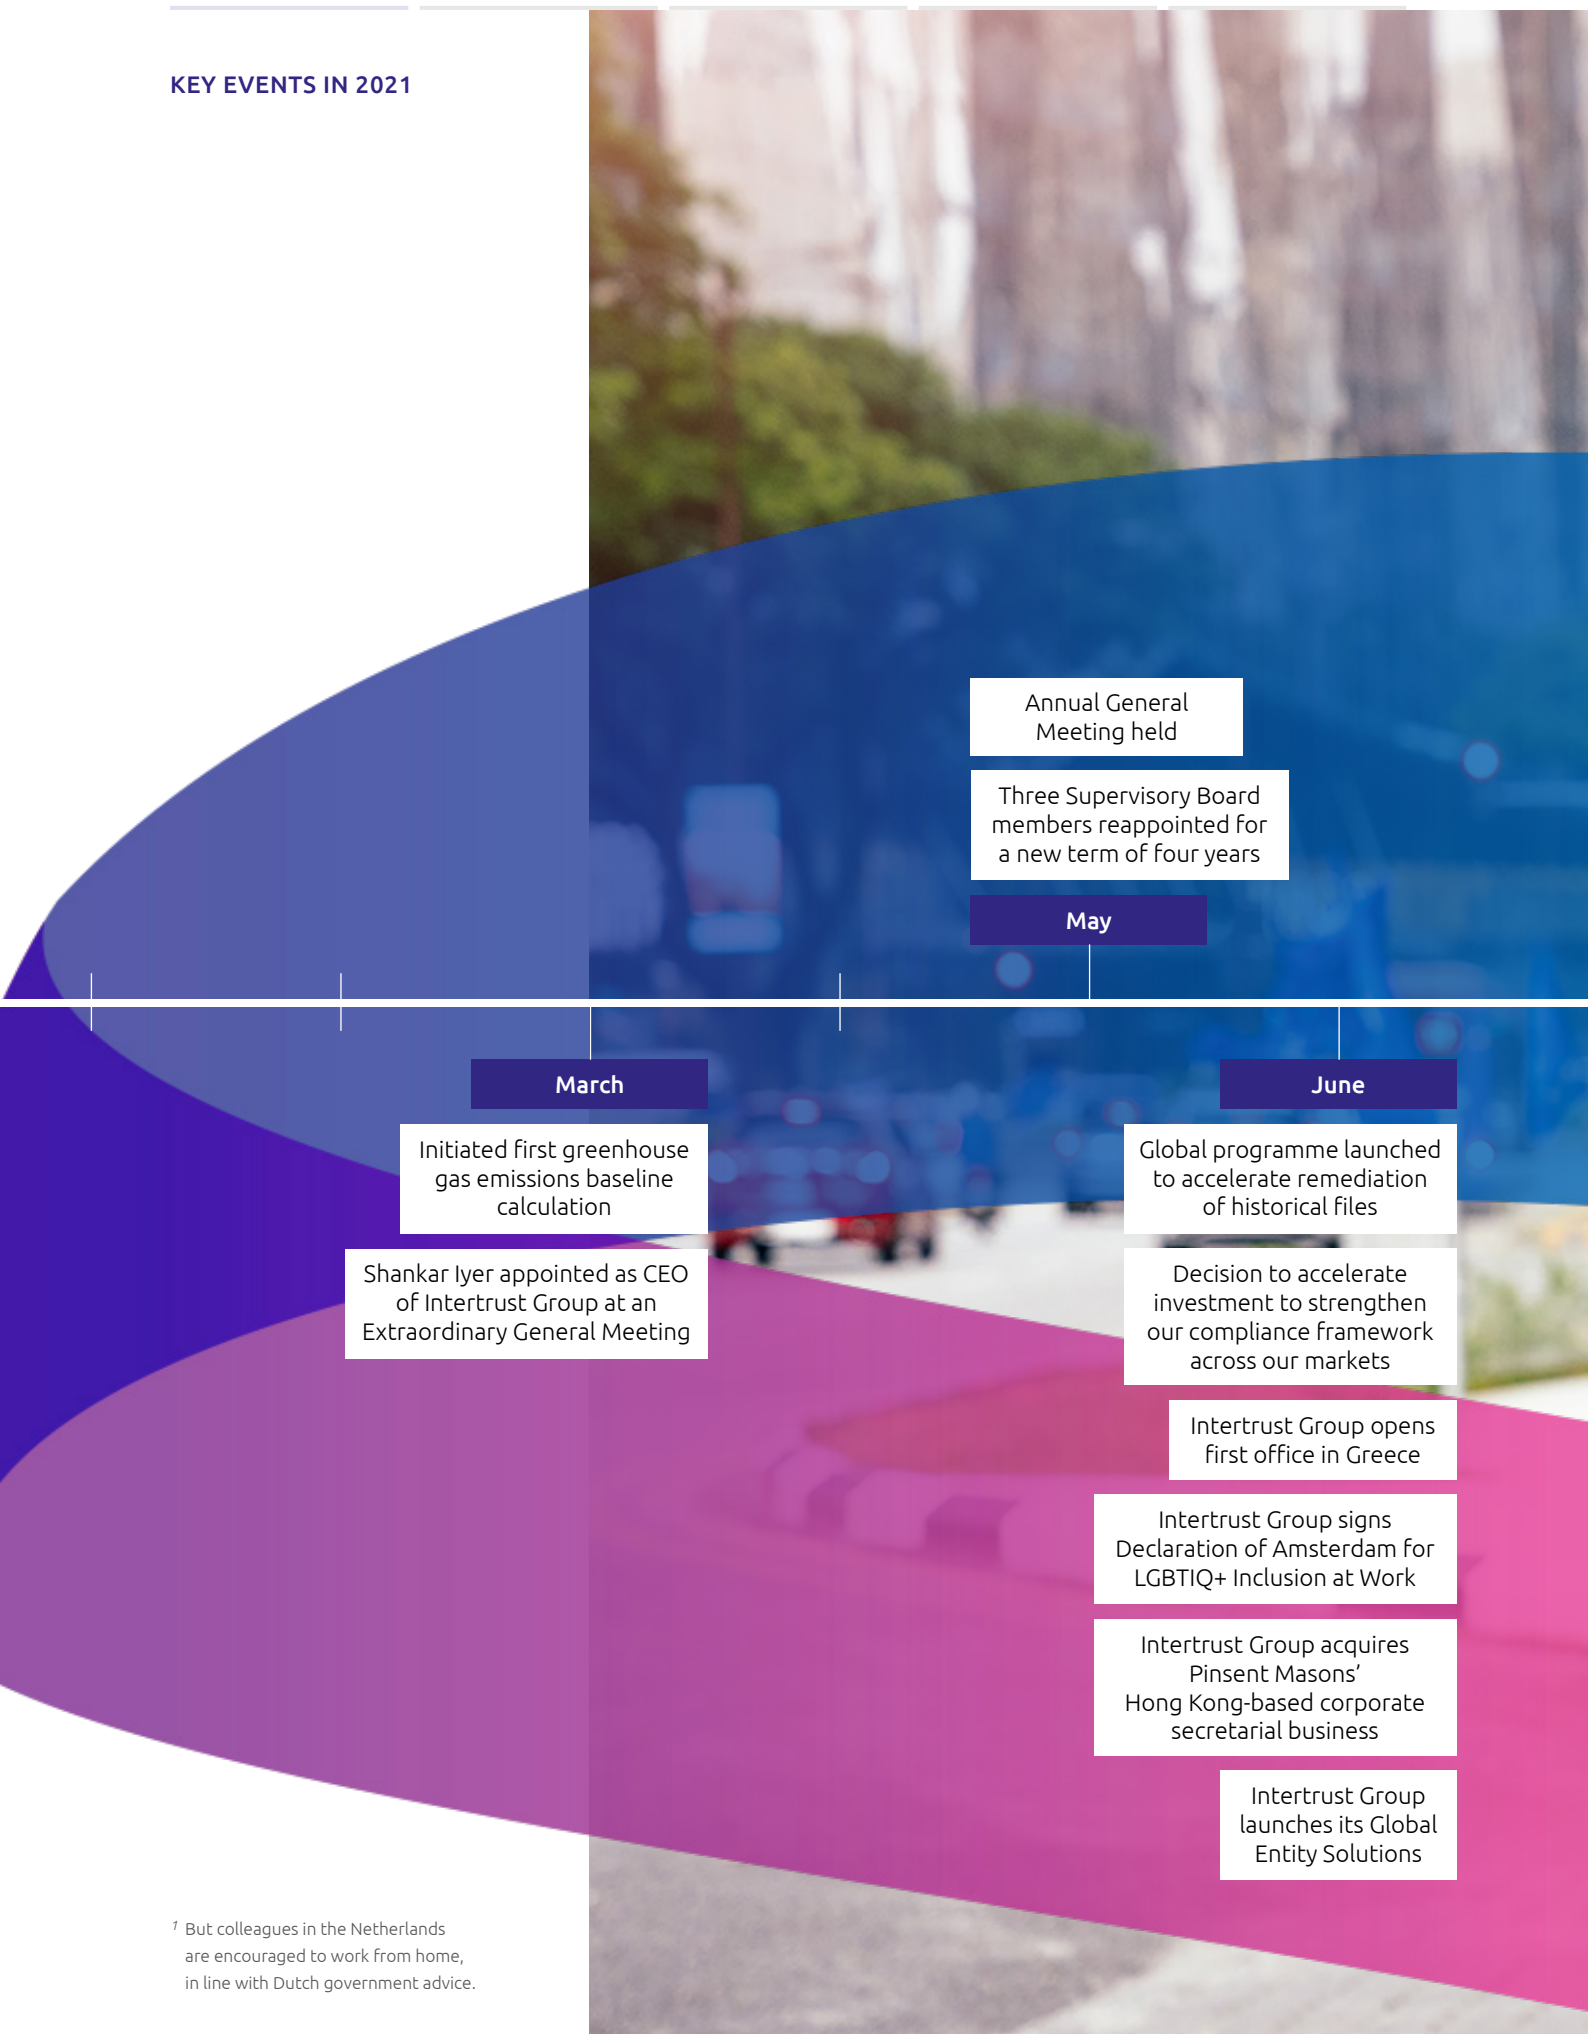 KEY EVENTS IN 2021
Annual General
Meeting held
Three Supervisory Board
members reappointed for
a new term of four years
May
March
Initiated first greenhouse
gas emissions baseline
calculation
Shankar Iyer appointed as CEO
of Intertrust Group at an
Extraordinary General Meeting
June
Global programme launched
to accelerate remediation
of historical files
Decision to accelerate
investment to strengthen
our compliance framework
across our markets
Intertrust Group opens
first office in Greece
Intertrust Group signs
Declaration of Amsterdam for
LGBTIQ+ Inclusion at Work
Intertrust Group acquires
Pinsent Masons’
Hong Kong-based corporate
secretarial business
Intertrust Group
launches its Global
Entity Solutions
1 But colleagues in the Netherlands
are encouraged to work from home,
in line with Dutch government advice.